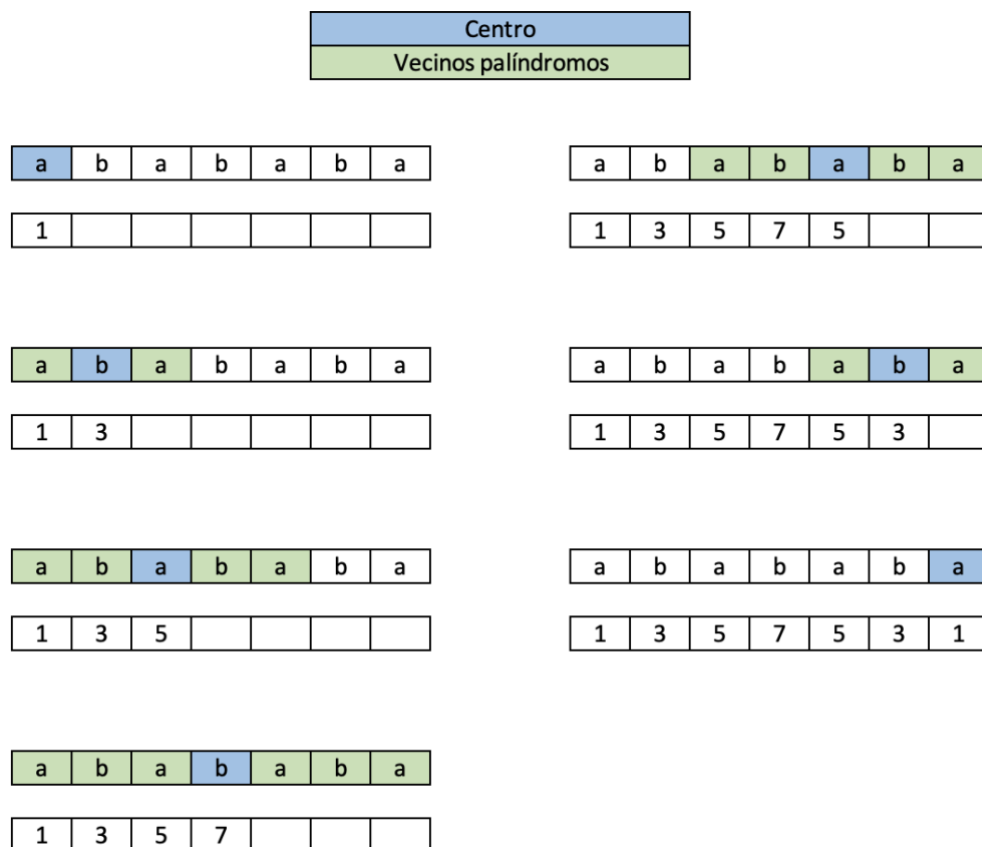 Centro
Vecinos palíndromos
a b a b a b a
1
a b a b a b a
1 3
a b a b a b a
1 3 5
a b a b a b a
1 3 5 7
a b a b a b a
1 3 5 7 5
a b a b a b a
1 3 5 7 5 3
a b a b a b a
1 3 5 7 5 3 1